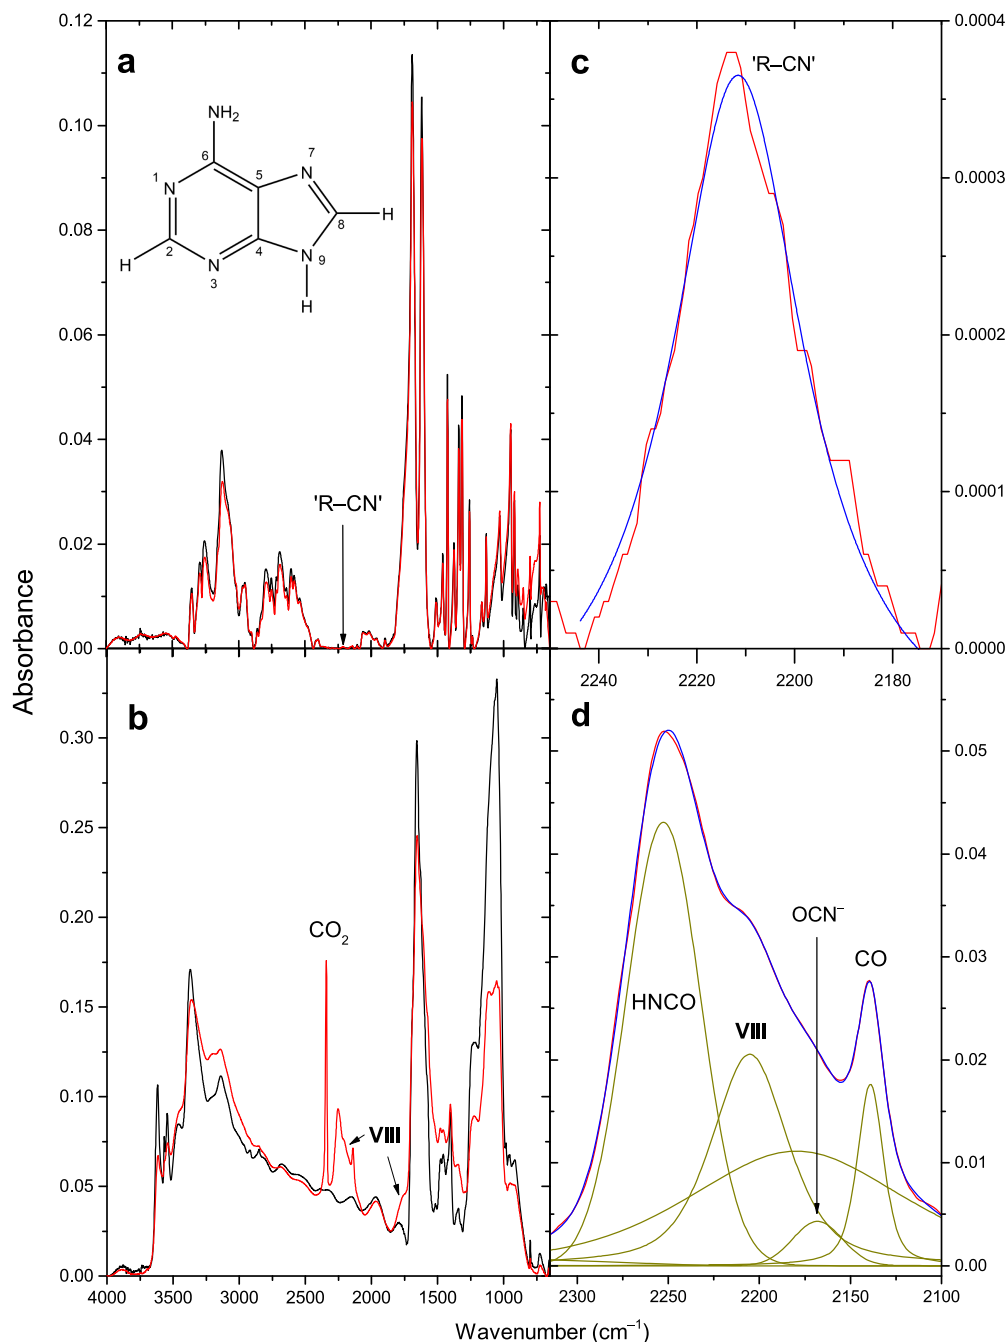 a
0.12
0.10
0.08
0.06
0.04
0.02
0.00
NH₂
6
7
N
5
1
N
8
H
2
4
N
9
H
N
3
H
'R–CN'
c
'R–CN'
0.0004
0.0003
0.0002
0.0001
0.0000
2240
2220
2200
2180
Absorbance
b
0.30
0.25
0.20
0.15
0.10
0.05
0.00
CO₂
VIII
4000
3500
3000
2500
2000
1500
1000
d
HNCO
VIII
OCN⁻
CO
0.05
0.04
0.03
0.02
0.01
0.00
2300
2250
2200
2150
2100
Wavenumber (cm⁻¹)